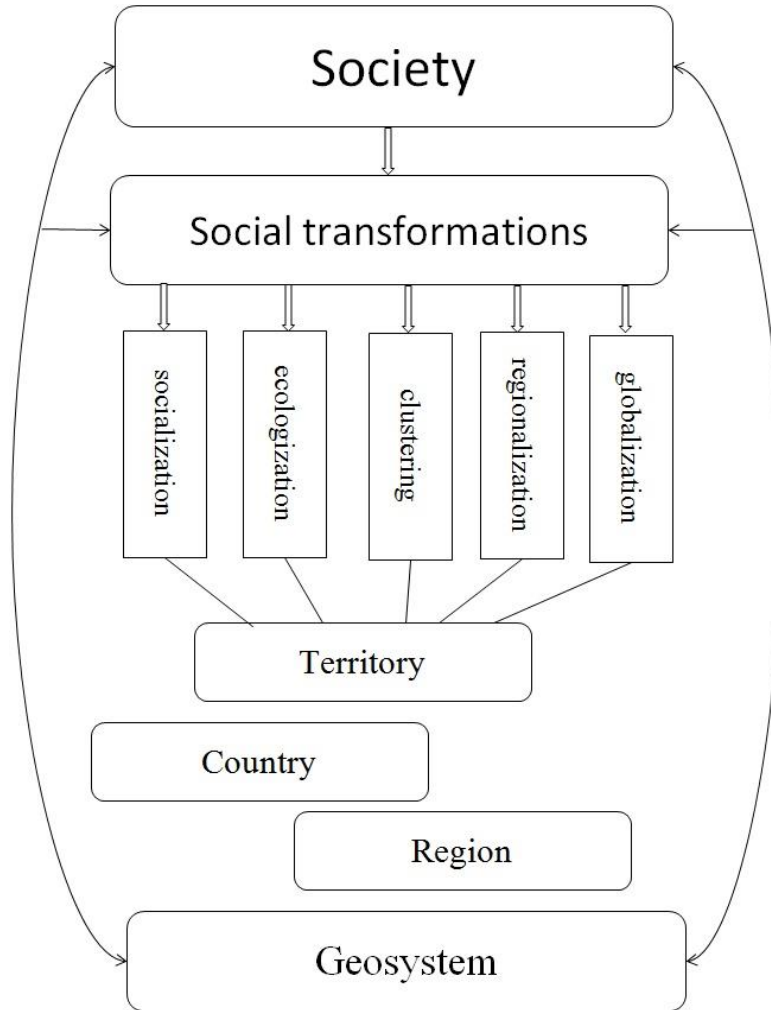 Society
Social transformations
socialization
ecologization
clustering
regionalization
globalization
Territory
Country
Region
Geosystem